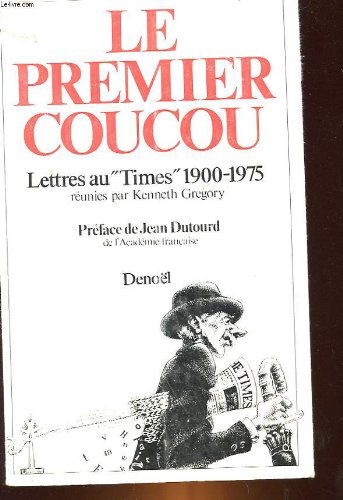 LE
PREMIER
COUCOU
Lettres au "Times" 1900-1975
réunies par Kenneth Gregory
Préface de Jean Dutourd
de l'Académie française
Denoël
E TIMES